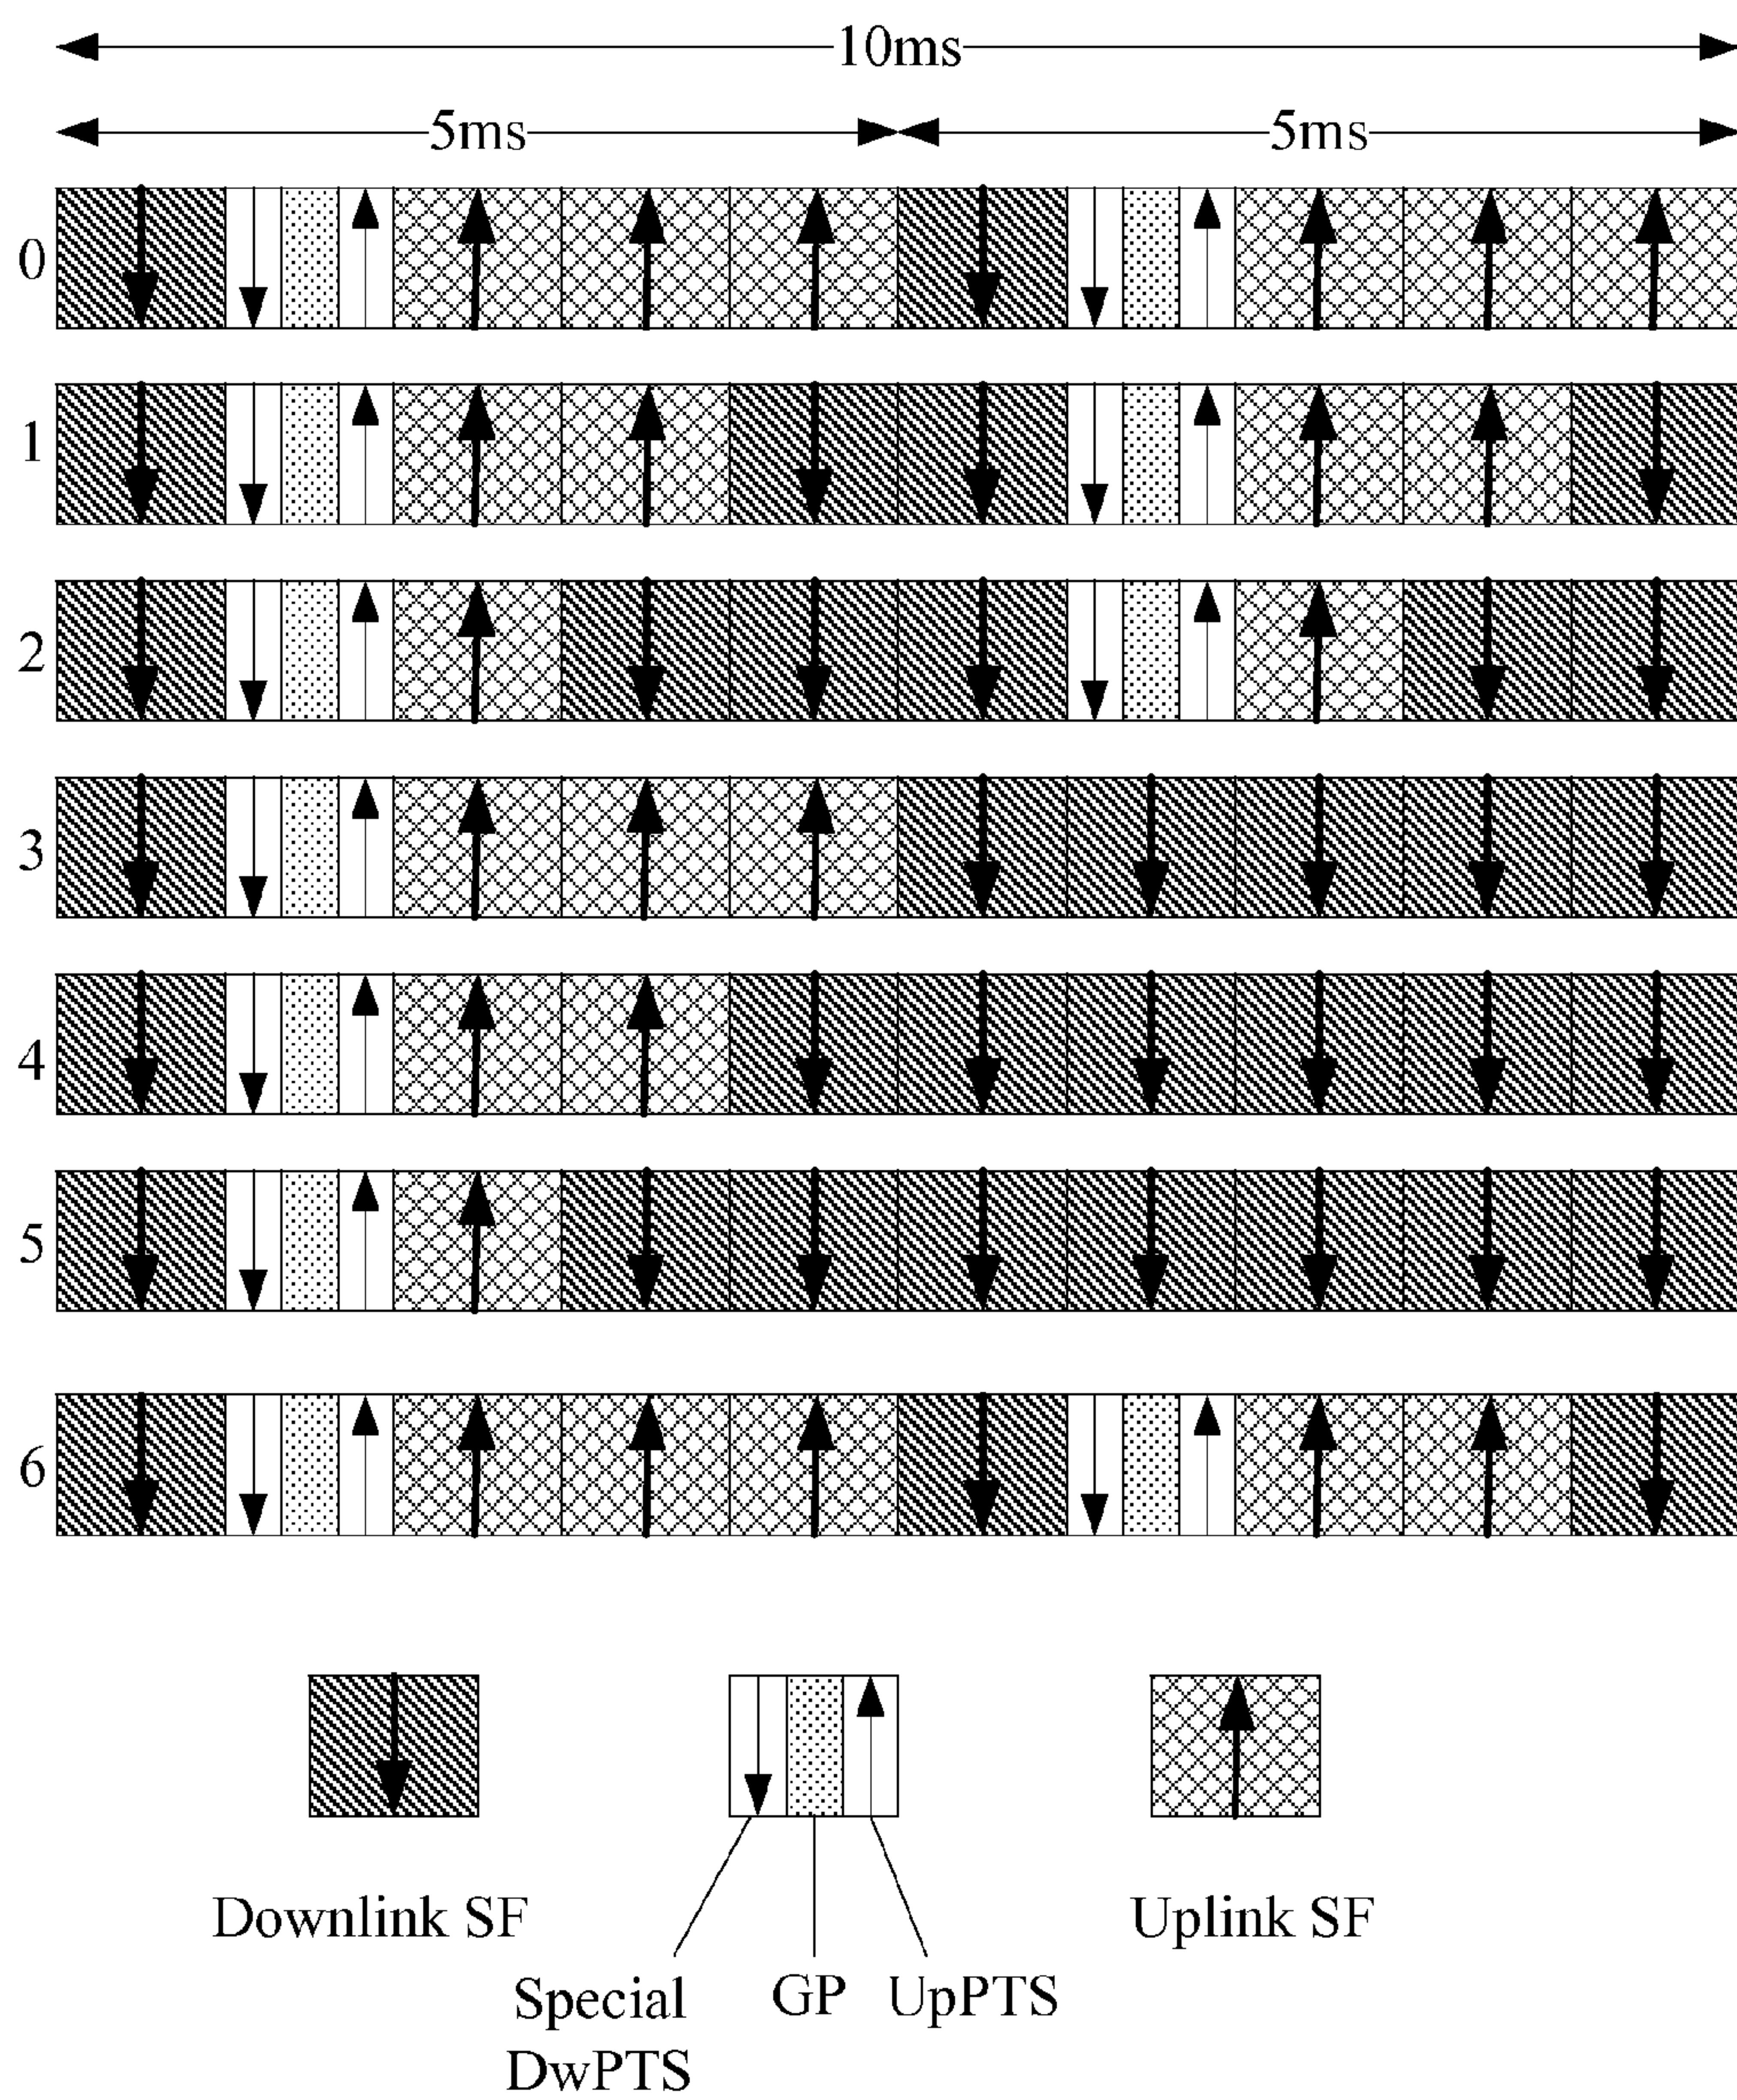 10ms
5ms 5ms
0
1
2
3
4
5
6
Downlink SF
Uplink SF
Special GP UpPTS
DwPTS